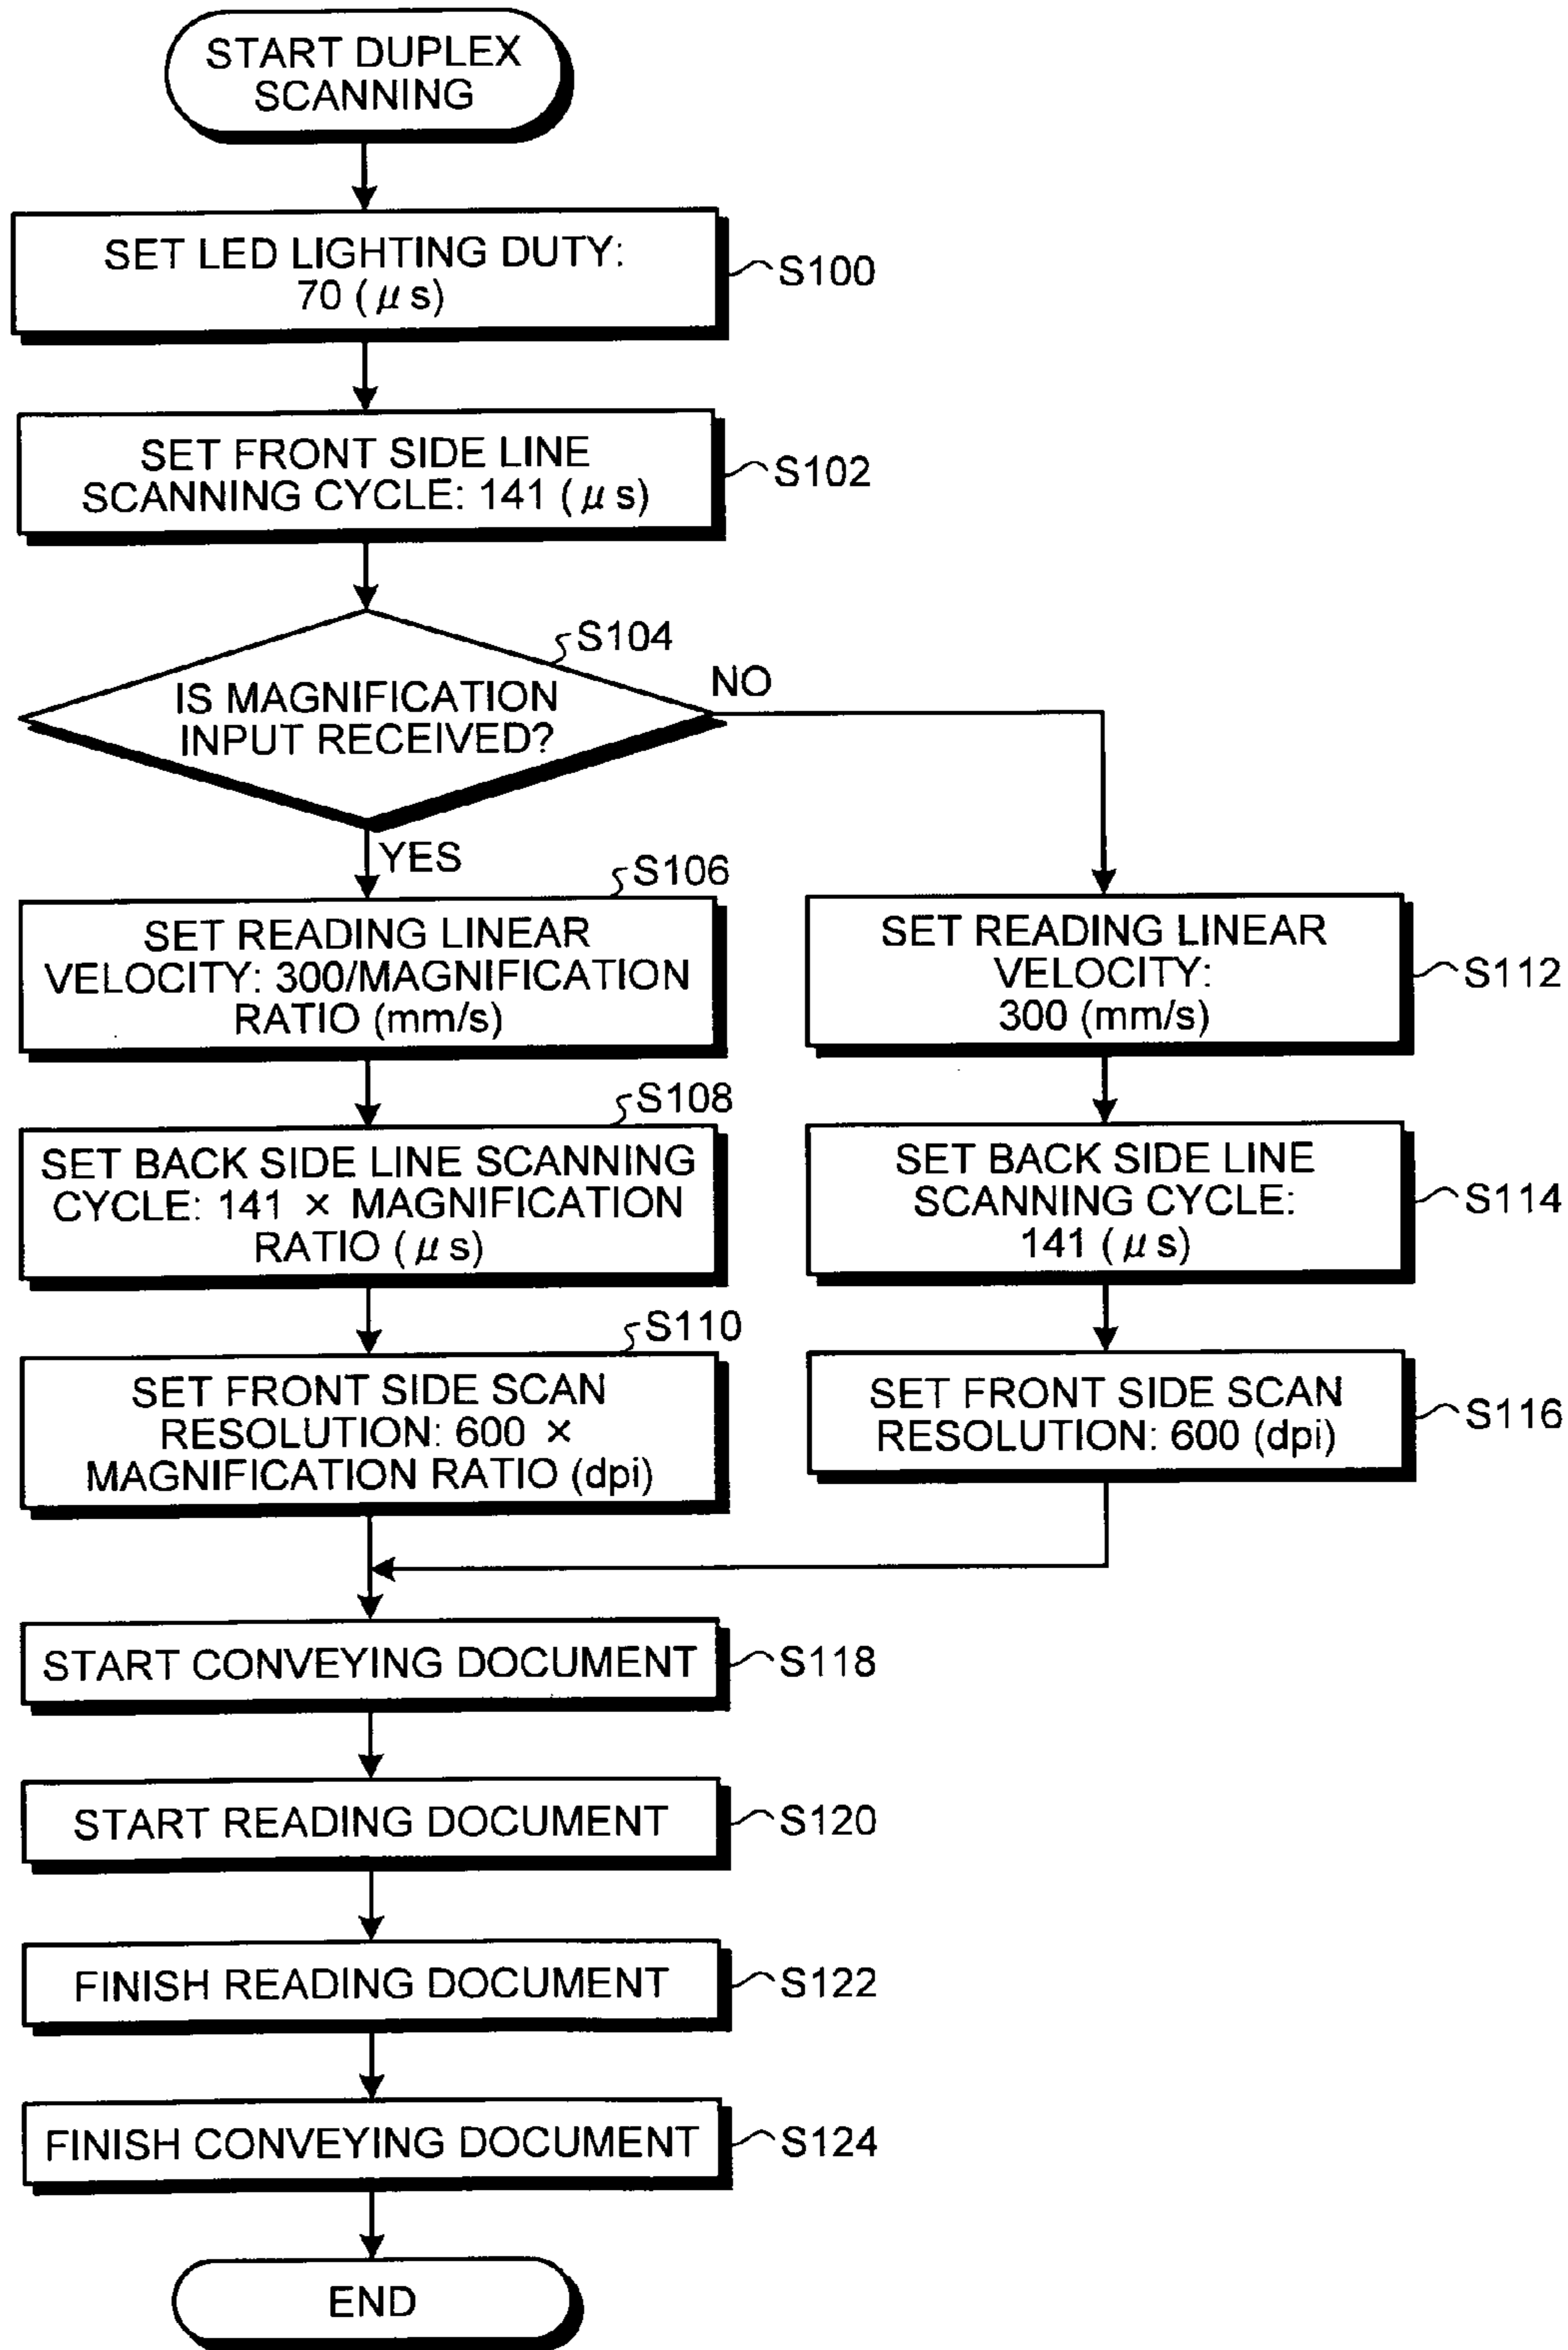 START DUPLEX
SCANNING
SET LED LIGHTING DUTY:
70 (μs)
S100
SET FRONT SIDE LINE
SCANNING CYCLE: 141 (μs)
S102
S104
IS MAGNIFICATION
INPUT RECEIVED?
NO
YES
S106
SET READING LINEAR
VELOCITY: 300/MAGNIFICATION
RATIO (mm/s)
SET READING LINEAR
VELOCITY:
300 (mm/s)
S112
S108
SET BACK SIDE LINE SCANNING
CYCLE: 141 × MAGNIFICATION
RATIO (μs)
SET BACK SIDE LINE
SCANNING CYCLE:
141 (μs)
S114
S110
SET FRONT SIDE SCAN
RESOLUTION: 600 ×
MAGNIFICATION RATIO (dpi)
SET FRONT SIDE SCAN
RESOLUTION: 600 (dpi)
S116
START CONVEYING DOCUMENT
S118
START READING DOCUMENT
S120
FINISH READING DOCUMENT
S122
FINISH CONVEYING DOCUMENT
S124
END